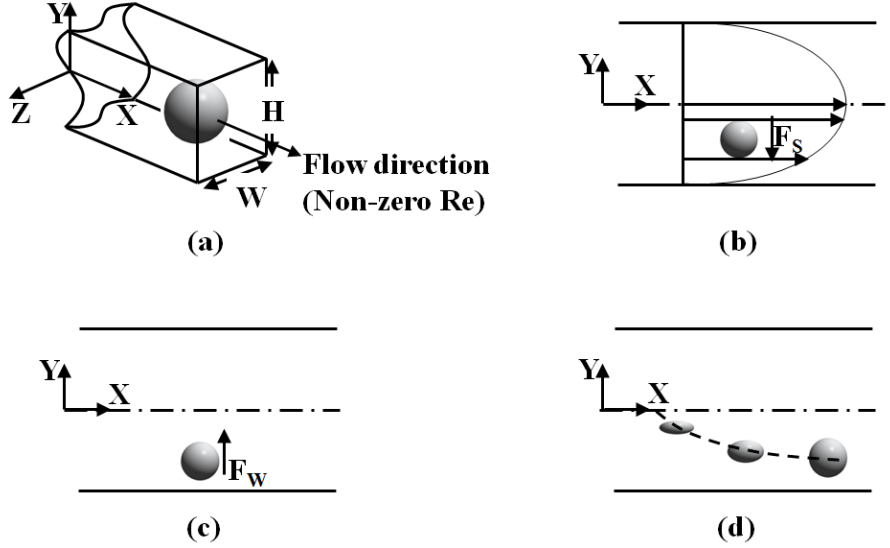 Y
Z
X
H
W
Flow direction
(Non-zero Re)
(a)
Y
X
F_S
(b)
Y
X
F_W
(c)
Y
X
(d)